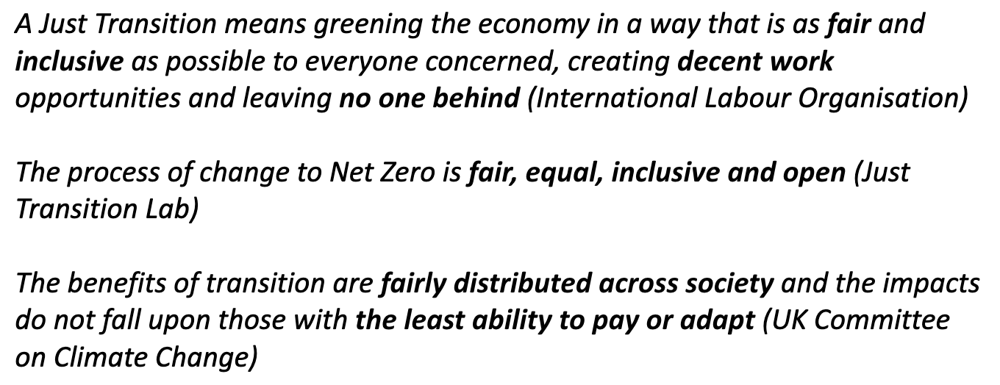 A Just Transition means greening the economy in a way that is as fair and
inclusive as possible to everyone concerned, creating decent work
opportunities and leaving no one behind (International Labour Organisation)
The process of change to Net Zero is fair, equal, inclusive and open (Just
Transition Lab)
The benefits of transition are fairly distributed across society and the impacts
do not fall upon those with the least ability to pay or adapt (UK Committee
on Climate Change)